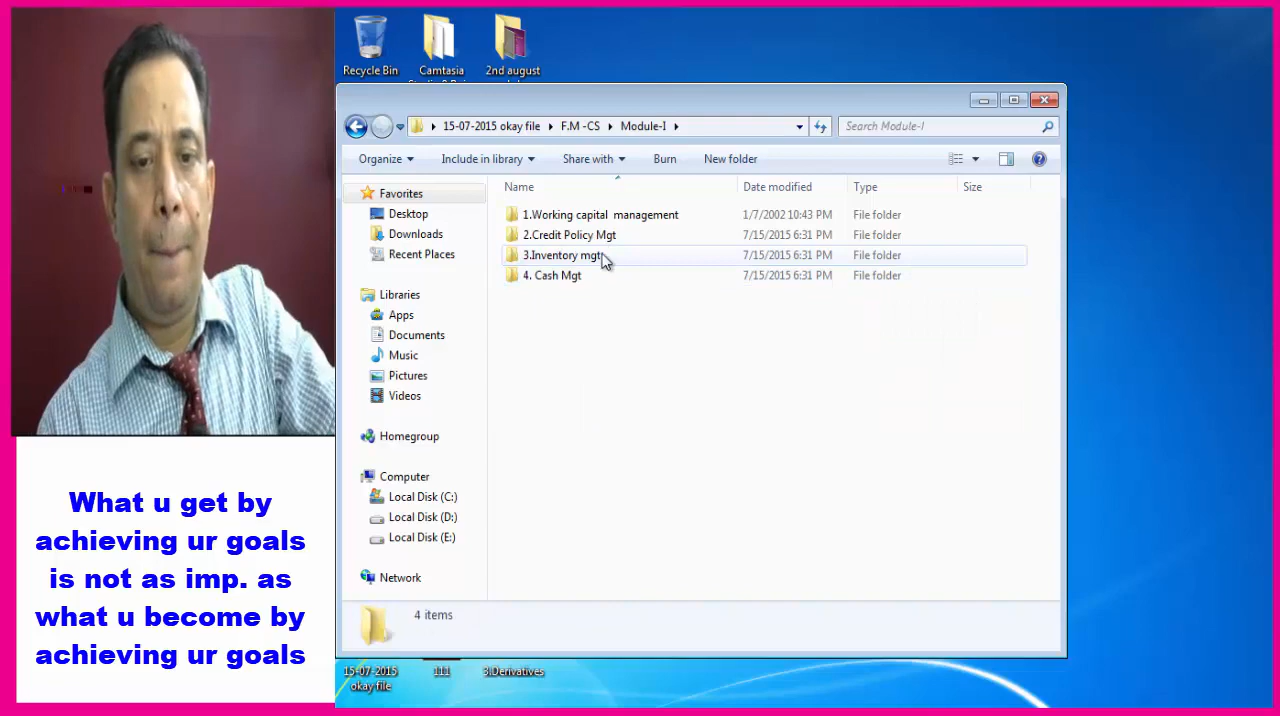 Recycle Bin
Camtasia
2nd august
15-07-2015 okay file
F.M -CS
Module-I
Search Module-I
Organize
Include in library
Share with
Burn
New folder
Name
Date modified
Type
Size
Favorites
Desktop
Downloads
Recent Places
Libraries
Apps
Documents
Music
Pictures
Videos
Homegroup
Computer
Local Disk (C:)
Local Disk (D:)
Local Disk (E:)
Network
1.Working capital management 1/7/2002 10:43 PM File folder
2.Credit Policy Mgt 7/15/2015 6:31 PM File folder
3.Inventory mgt 7/15/2015 6:31 PM File folder
4. Cash Mgt 7/15/2015 6:31 PM File folder
4 items
15-07-2015
okay file
111
3.Derivatives
What u get by
achieving ur goals
is not as imp. as
what u become by
achieving ur goals